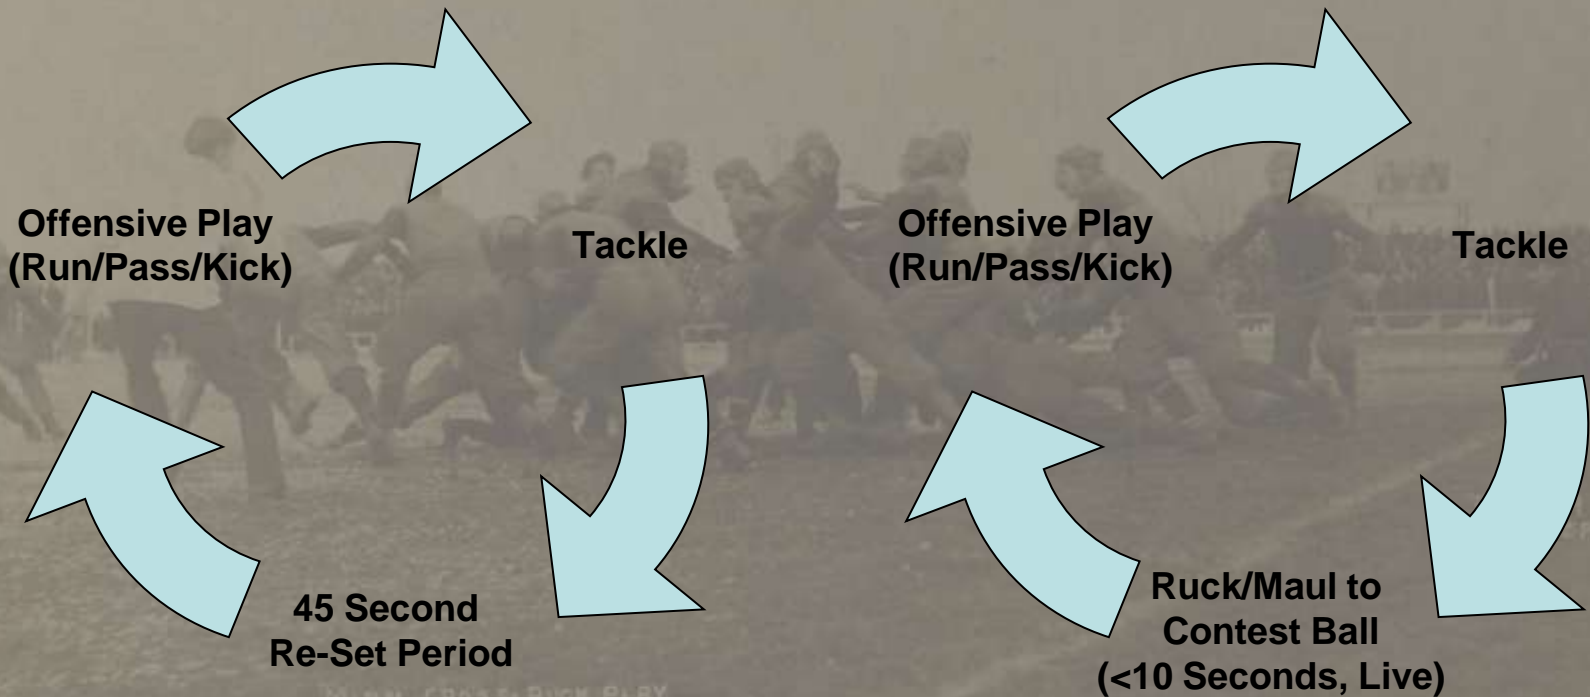 Offensive Play
(Run/Pass/Kick)
Tackle
45 Second
Re-Set Period
Offensive Play
(Run/Pass/Kick)
Tackle
Ruck/Maul to
Contest Ball
(<10 Seconds, Live)